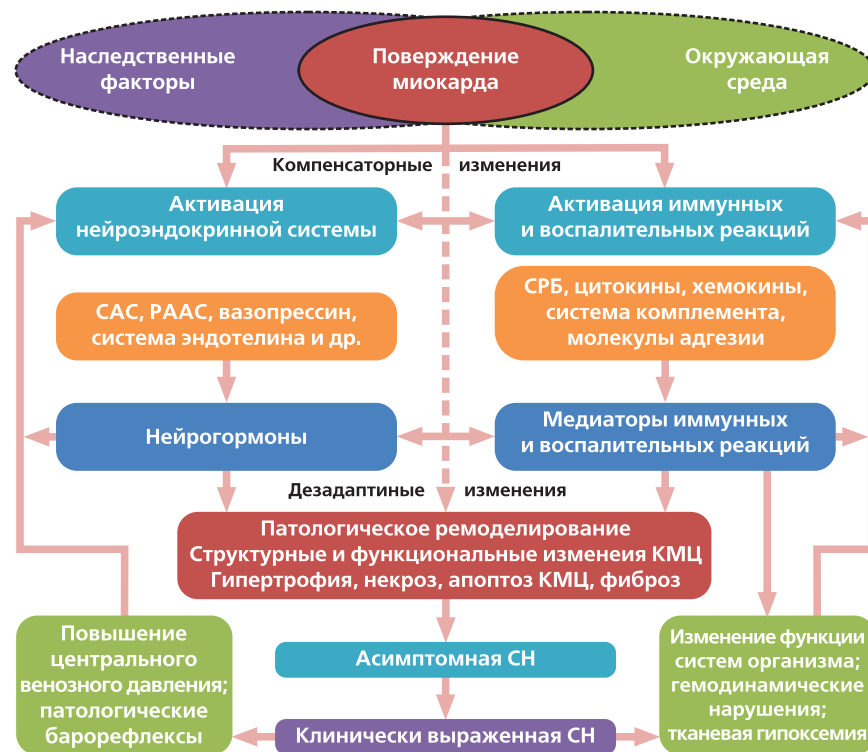 Наследственные
факторы
Поверждение
миокарда
Окружающая
среда
Компенсаторные изменения
Активация
нейроэндокринной системы
Активация иммунных
и воспалительных реакций
САС, РААС, вазопрессин,
система эндотелина и др.
СРБ, цитокины, хемокины,
система комплемента,
молекулы адгезии
Нейрогормоны
Медиаторы иммунных
и воспалительных реакций
Дезадаптиные изменения
Патологическое ремоделирование
Структурные и функциональные изменеия КМЦ
Гипертрофия, некроз, апоптоз КМЦ, фиброз
Повышение
центрального
венозного давления;
патологические
барорефлексы
Асимптомная СН
Клинически выраженная СН
Изменение функции
систем организма;
гемодинамические
нарушения;
тканевая гипоксемия